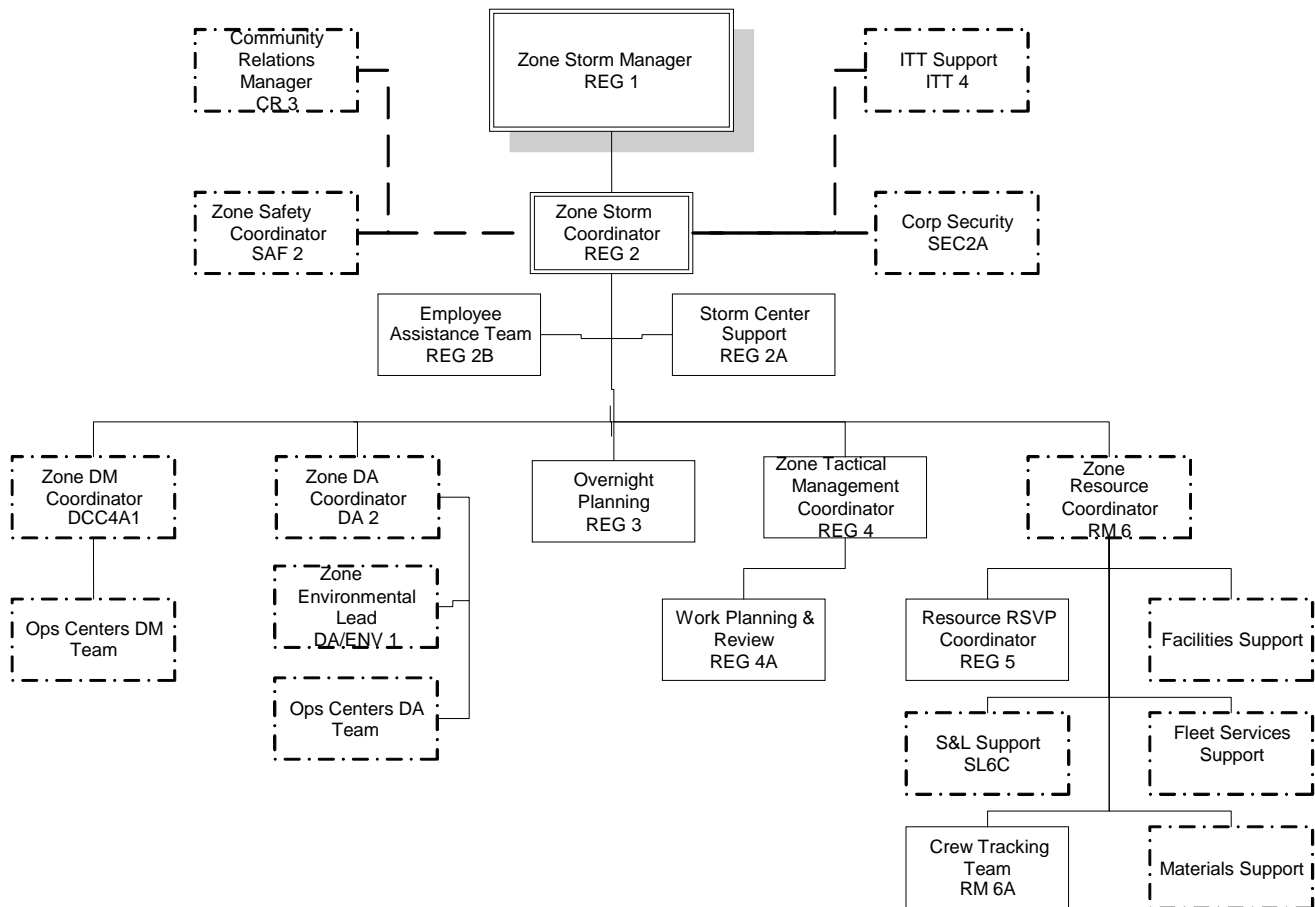 Community
Relations
Manager
CR 3
Zone Storm Manager
REG 1
ITT Support
ITT 4
Zone Safety
Coordinator
SAF 2
Zone Storm
Coordinator
REG 2
Corp Security
SEC2A
Employee
Assistance Team
REG 2B
Storm Center
Support
REG 2A
Zone DM
Coordinator
DCC4A1
Zone DA
Coordinator
DA 2
Overnight
Planning
REG 3
Zone Tactical
Management
Coordinator
REG 4
Zone
Resource
Coordinator
RM 6
Ops Centers DM
Team
Zone
Environmental
Lead
DA/ENV 1
Work Planning &
Review
REG 4A
Resource RSVP
Coordinator
REG 5
Facilities Support
Ops Centers DA
Team
S&L Support
SL6C
Fleet Services
Support
Crew Tracking
Team
RM 6A
Materials Support